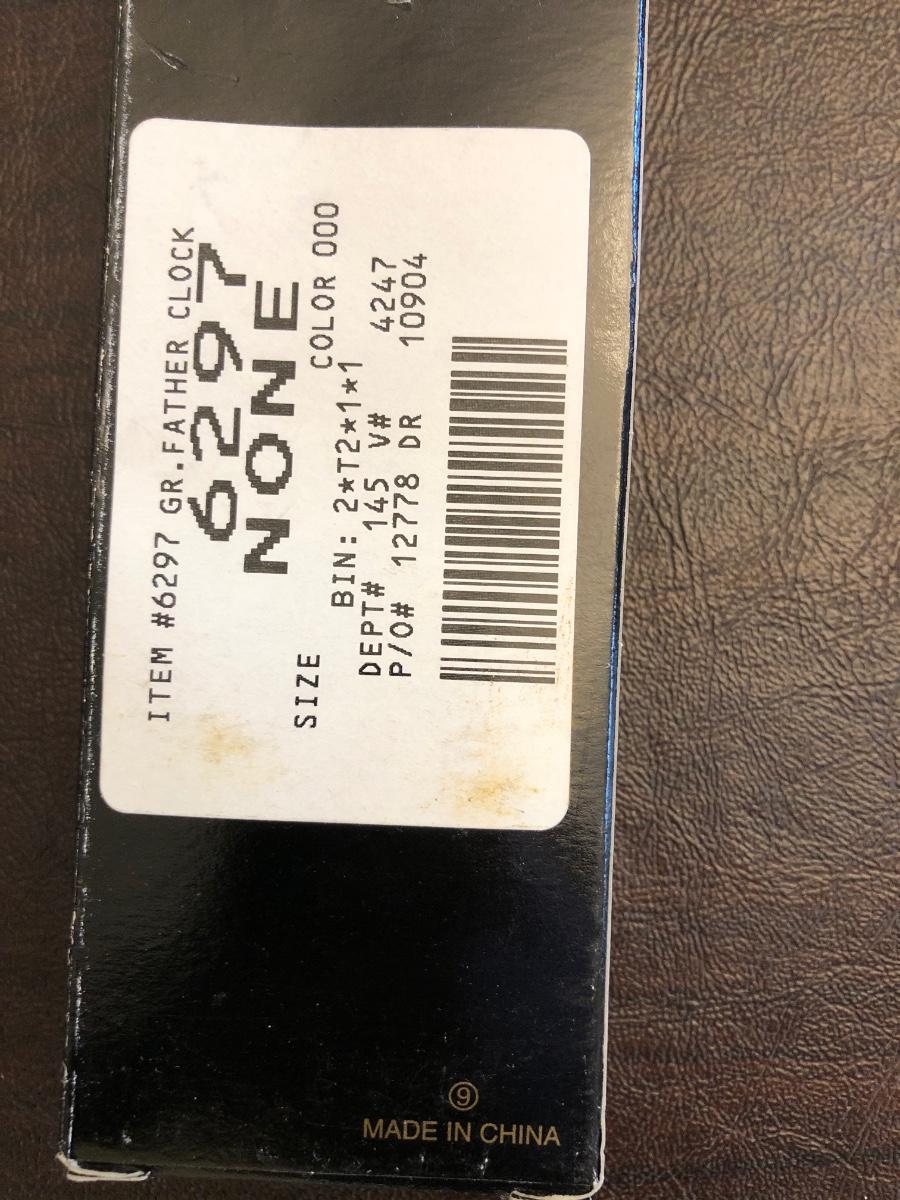 ITEM #6297 GR.FATHER CLOCK
6297
NONE
SIZE COLOR 000
BIN: 2*T2*1*1
DEPT# 145 V# 4247
P/O# 12778 DR 10904
9
MADE IN CHINA